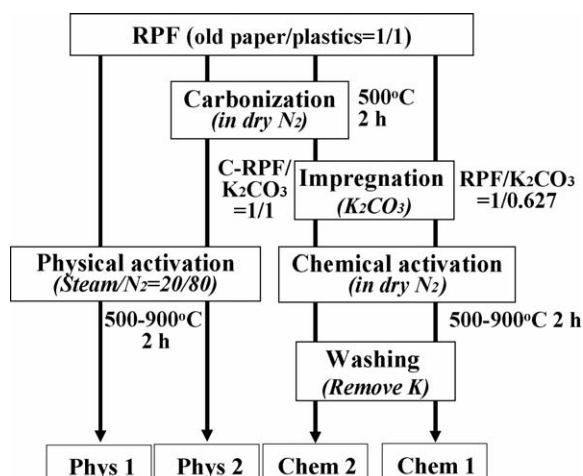 RPF (old paper/plastics=1/1)
Carbonization
(in dry N₂)
500°C
2 h
C-RPF/
K₂CO₃
=1/1
Impregnation
(K₂CO₃)
RPF/K₂CO₃
=1/0.627
Physical activation
(Steam/N₂=20/80)
Chemical activation
(in dry N₂)
500-900°C
2 h
500-900°C 2 h
Washing
(Remove K)
Phys 1
Phys 2
Chem 2
Chem 1